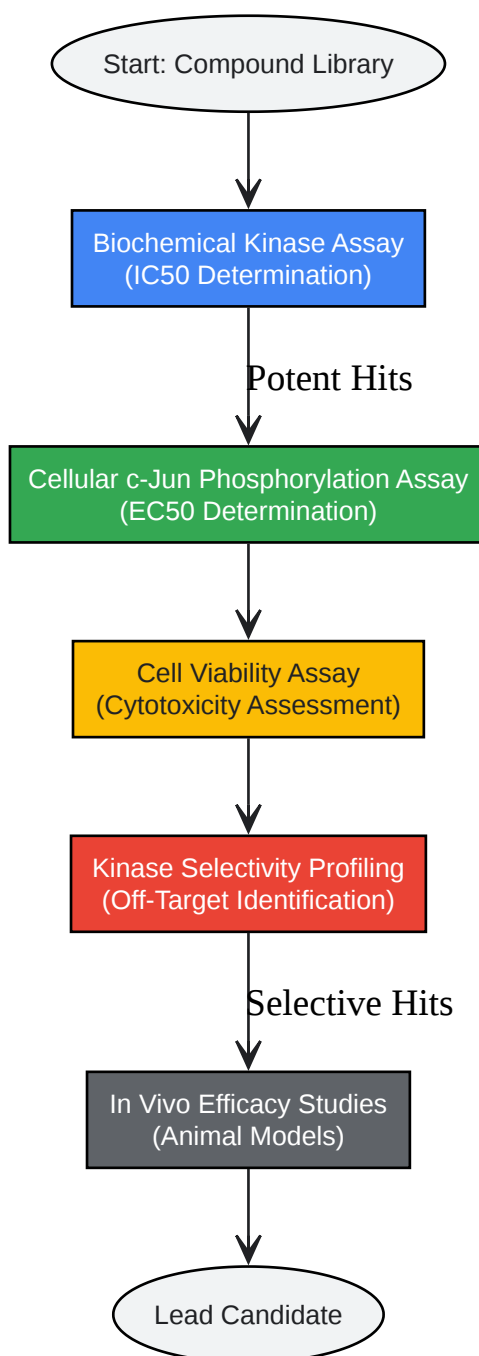 Start: Compound Library
Biochemical Kinase Assay
(IC50 Determination)
Potent Hits
Cellular c-Jun Phosphorylation Assay
(EC50 Determination)
Cell Viability Assay
(Cytotoxicity Assessment)
Kinase Selectivity Profiling
(Off-Target Identification)
Selective Hits
In Vivo Efficacy Studies
(Animal Models)
Lead Candidate